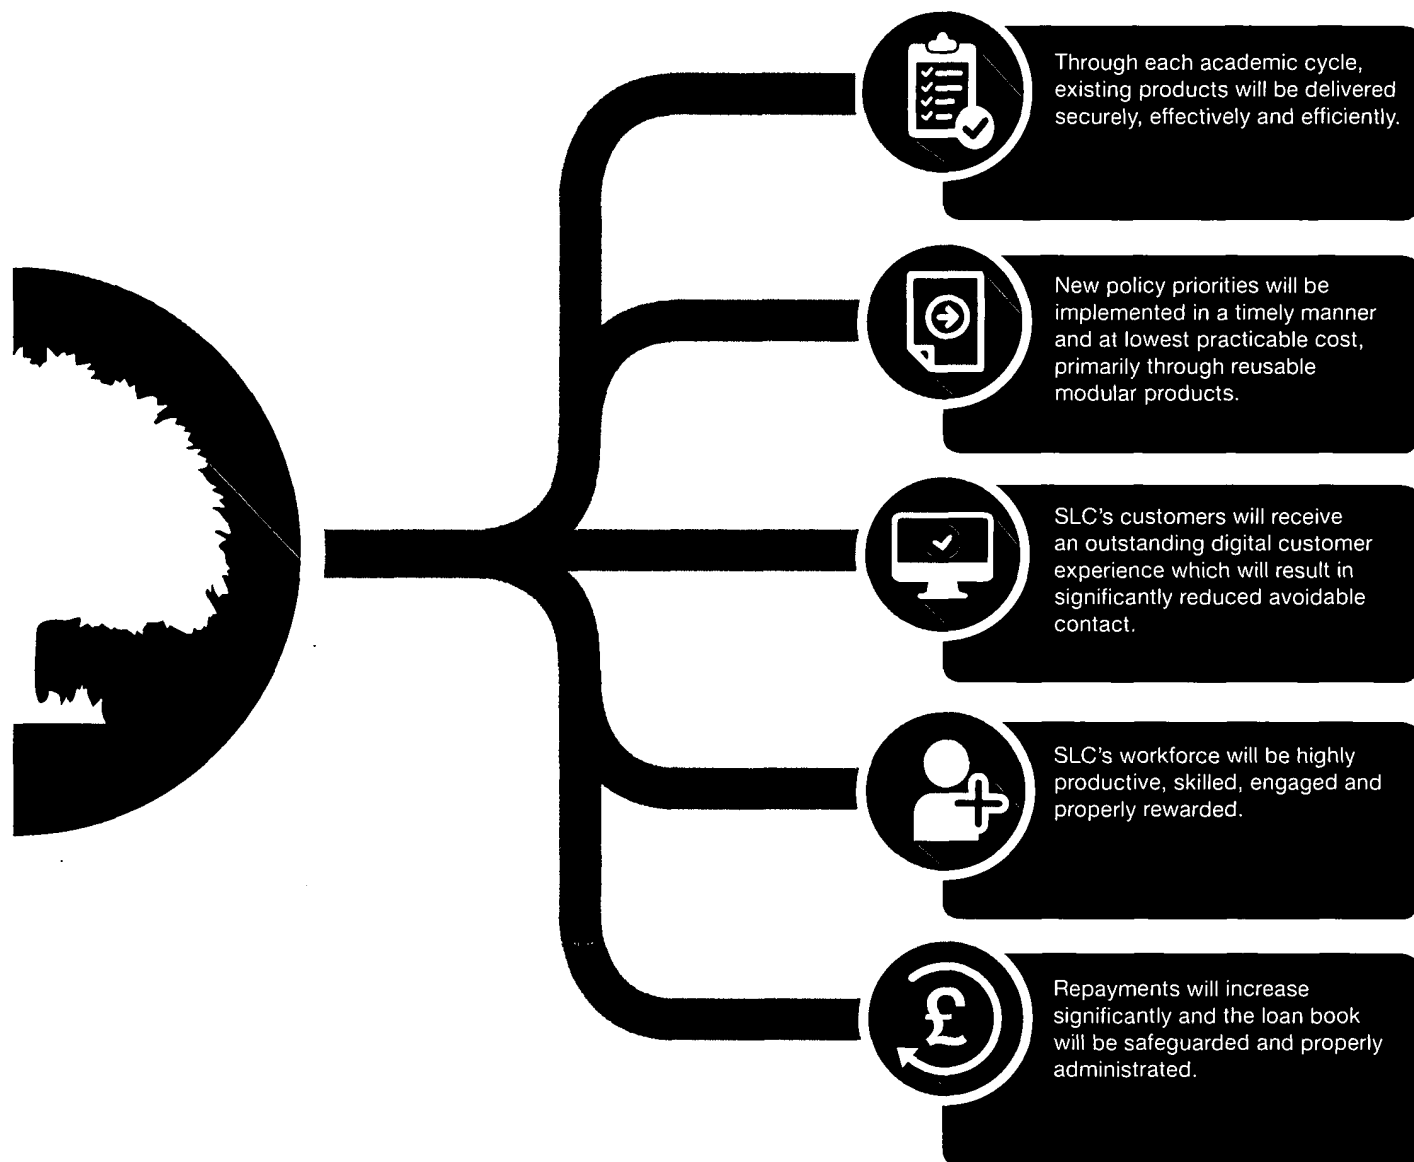 Through each academic cycle,
existing products will be delivered
securely, effectively and efficiently.
New policy priorities will be
implemented in a timely manner
and at lowest practicable cost,
primarily through reusable
modular products.
SLC's customers will receive
an outstanding digital customer
experience which will result in
significantly reduced avoidable
contact.
SLC's workforce will be highly
productive, skilled, engaged and
properly rewarded.
Repayments will increase
significantly and the loan book
will be safeguarded and properly
administrated.
£